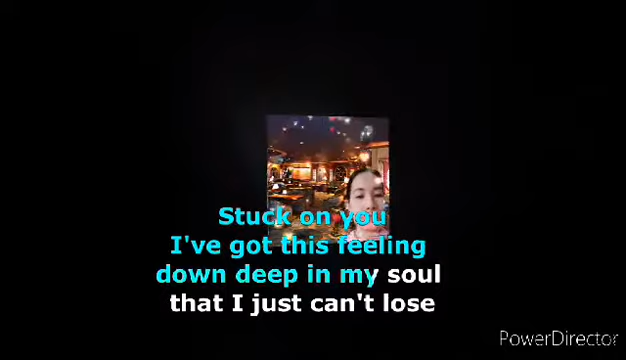 Stuck on you
I've got this feeling
down deep in my soul
that I just can't lose
PowerDirector